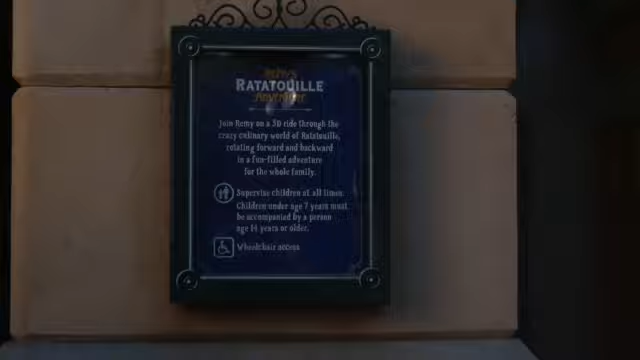 Remy's
RATATOUILLE
Adventure
Join Remy on a 3D ride through the
crazy culinary world of Ratatouille,
rotating forward and backward
in a fun-filled adventure
for the whole family.
Supervise children at all times.
Children under age 7 years must
be accompanied by a person
age 14 years or older.
Wheelchair access